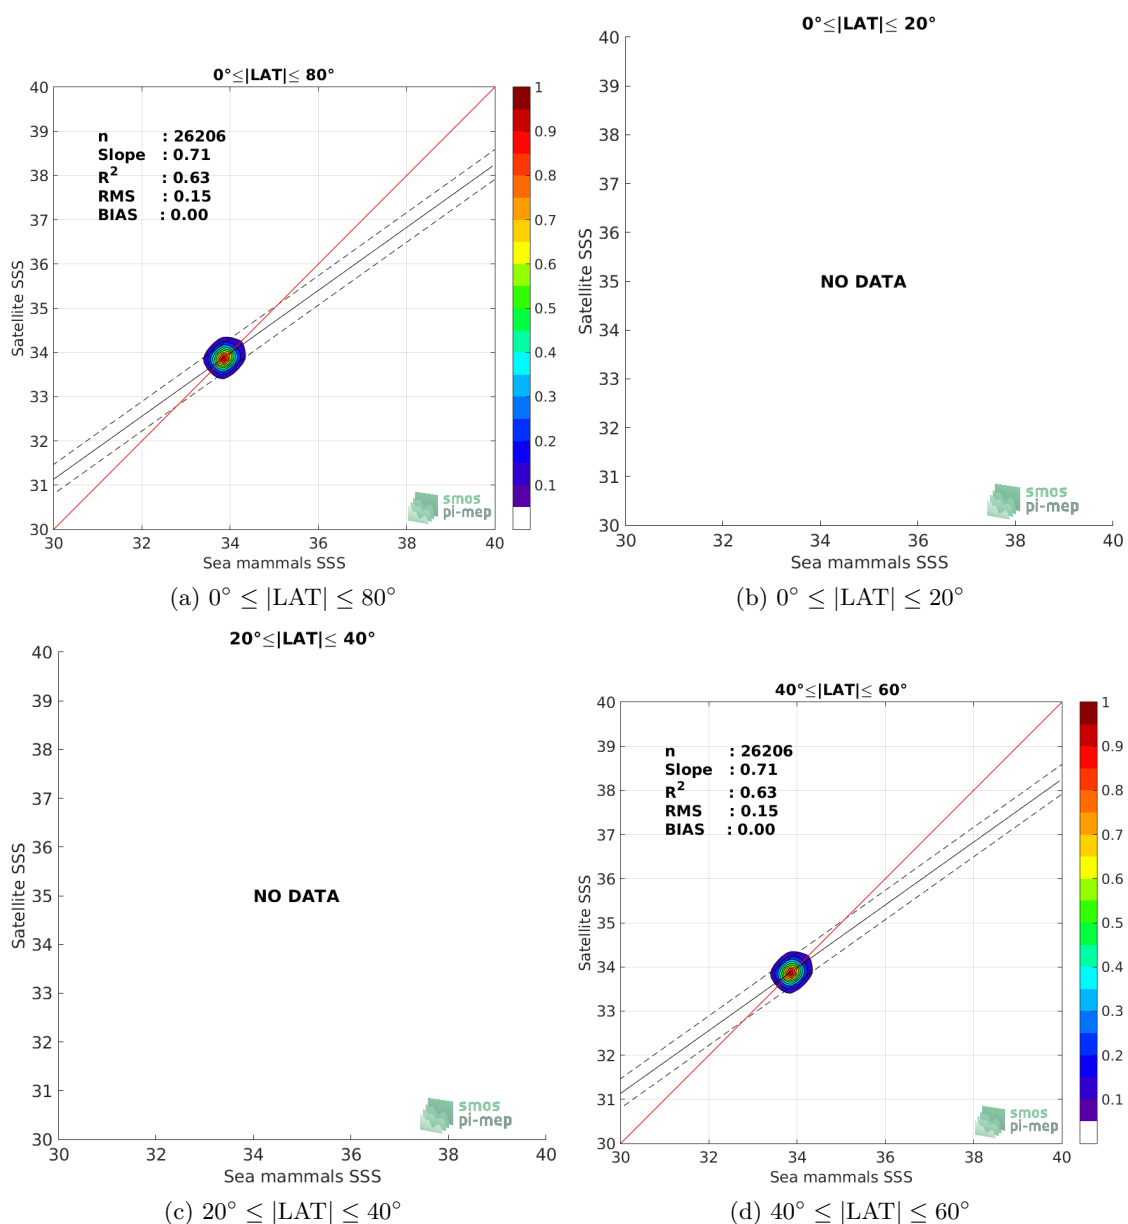 0°≤|LAT|≤ 80°
n : 26206
Slope : 0.71
R2 : 0.63
RMS : 0.15
BIAS : 0.00
40
39
38
37
36
35
34
33
32
31
30
30 32 34 36 38 40
Satellite SSS
Sea mammals SSS
1
0.9
0.8
0.7
0.6
0.5
0.4
0.3
0.2
0.1
smos
pi-mep
(a) 0° ≤ |LAT| ≤ 80°
0°≤|LAT|≤ 20°
40
39
38
37
36
35
34
33
32
31
30
30 32 34 36 38 40
Satellite SSS
NO DATA
Sea mammals SSS
smos
pi-mep
(b) 0° ≤ |LAT| ≤ 20°
20°≤|LAT|≤ 40°
40
39
38
37
36
35
34
33
32
31
30
30 32 34 36 38 40
Satellite SSS
NO DATA
Sea mammals SSS
smos
pi-mep
(c) 20° ≤ |LAT| ≤ 40°
40°≤|LAT|≤ 60°
n : 26206
Slope : 0.71
R2 : 0.63
RMS : 0.15
BIAS : 0.00
40
39
38
37
36
35
34
33
32
31
30
30 32 34 36 38 40
Satellite SSS
Sea mammals SSS
1
0.9
0.8
0.7
0.6
0.5
0.4
0.3
0.2
0.1
smos
pi-mep
(d) 40° ≤ |LAT| ≤ 60°